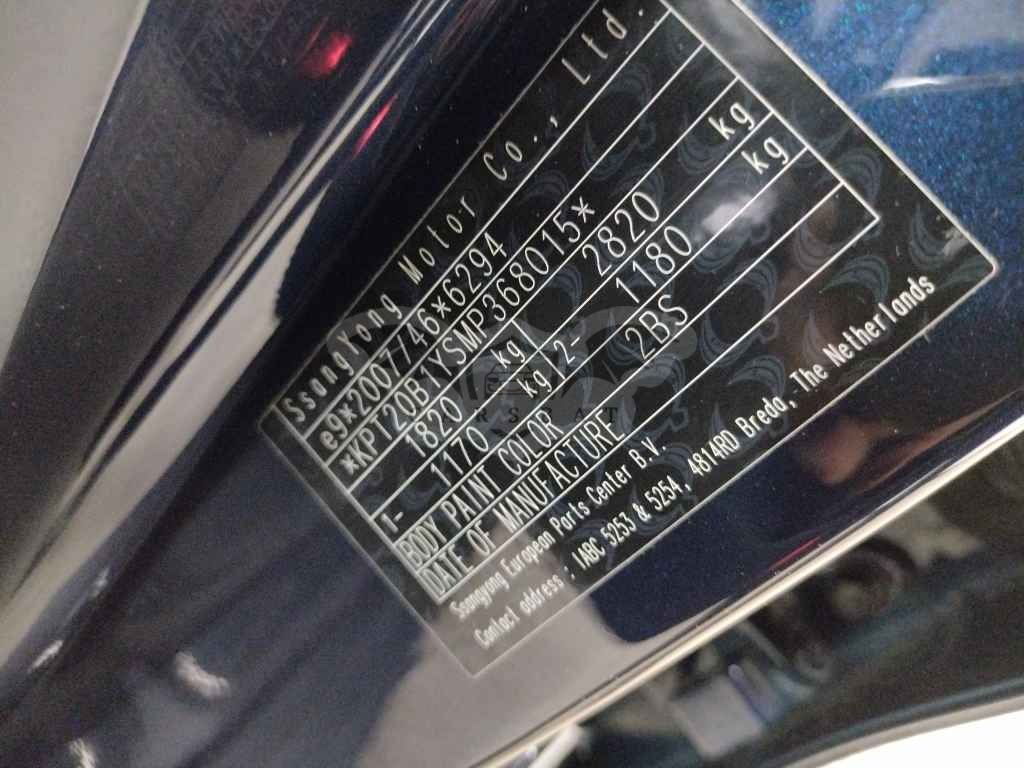 SsangYong Motor Co., Ltd.
e9*2007/46*6294
*KPT20B1YSMP368015*
1820 kg 2820 kg
1- 1170 kg 2- 1180 kg
BODY PAINT COLOR 2BS
DATE OF MANUFACTURE
Ssangyong European Parts Center B.V.
Contact address : IABC 5253 & 5254, 4814RD Breda, The Netherlands